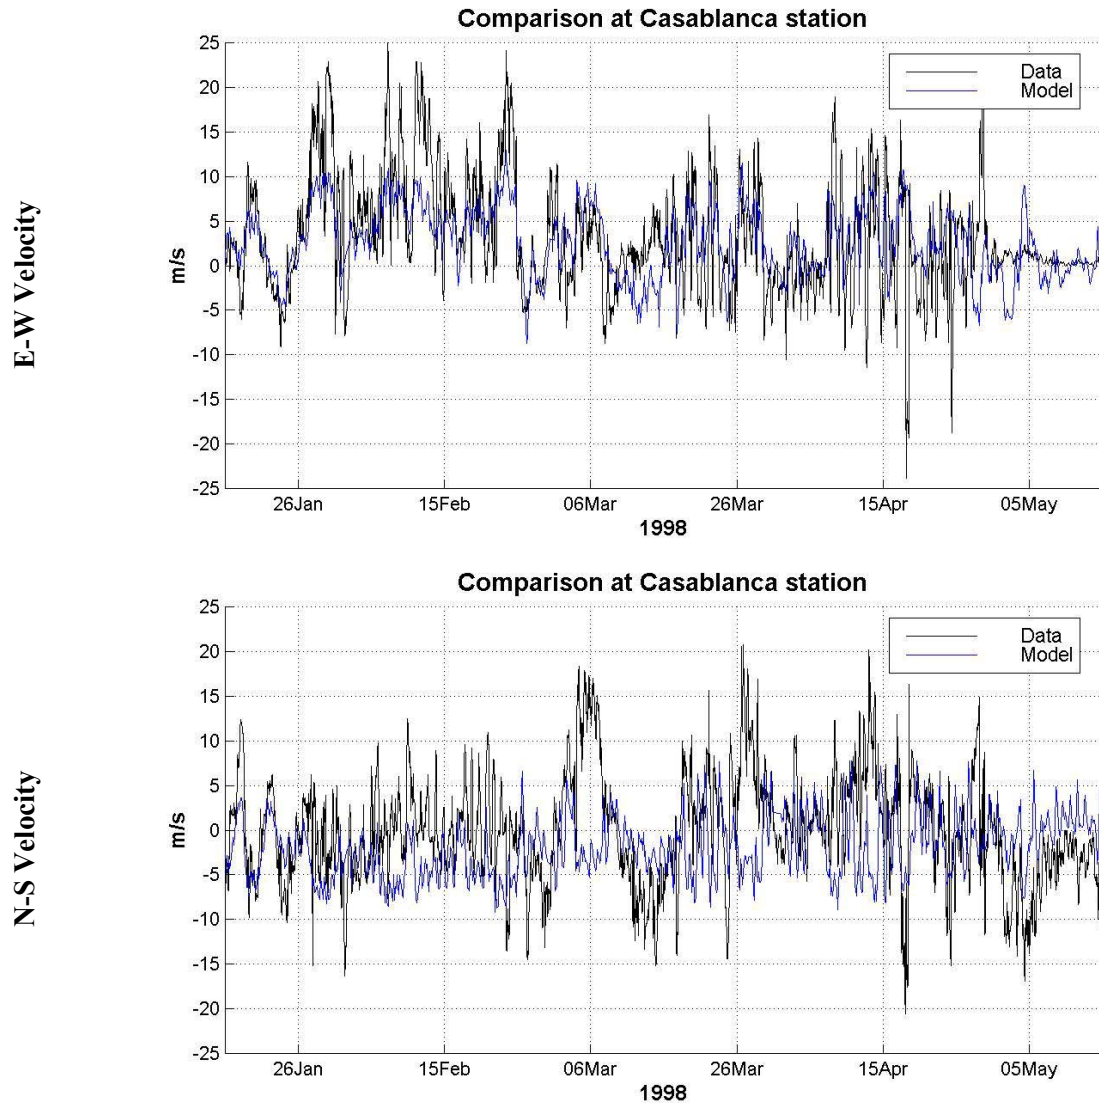 Comparison at Casablanca station
25
20
15
10
5
0
-5
-10
-15
-20
-25
m/s
E-W Velocity
Data
Model
26Jan 15Feb 06Mar 26Mar 15Apr 05May
1998
Comparison at Casablanca station
25
20
15
10
5
0
-5
-10
-15
-20
-25
m/s
N-S Velocity
Data
Model
26Jan 15Feb 06Mar 26Mar 15Apr 05May
1998